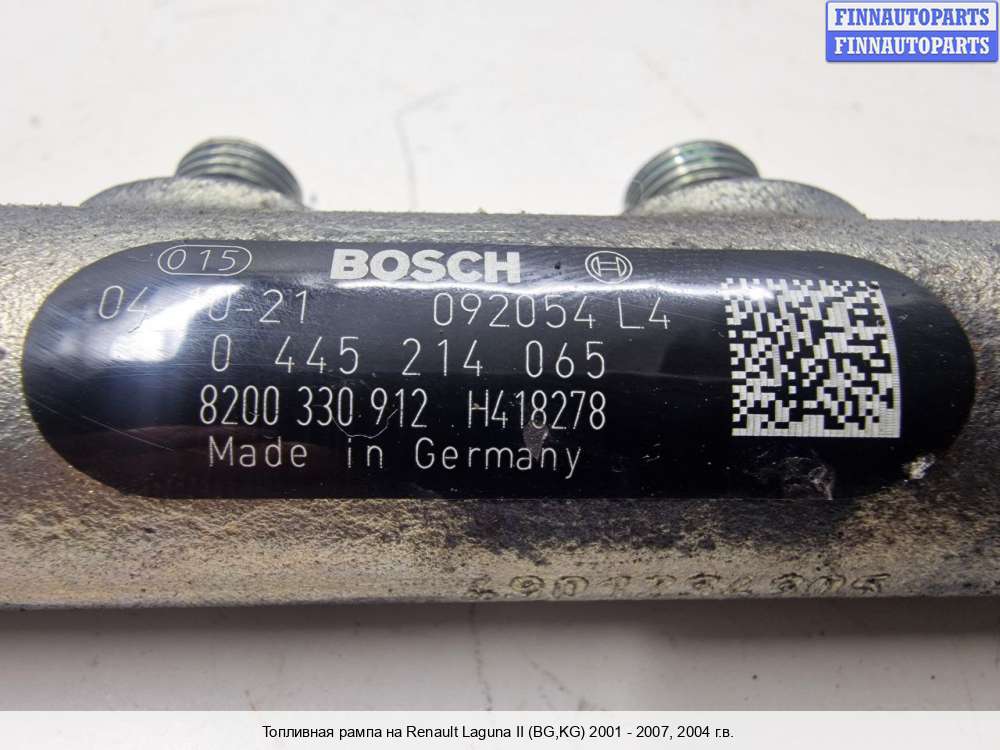 FINNAUTOPARTS
FINNAUTOPARTS
015 BOSCH
092054 L4
0 445 214 065
8200 330 912 H418278
Made in Germany
Топливная рампа на Renault Laguna II (BG,KG) 2001 - 2007, 2004 г.в.